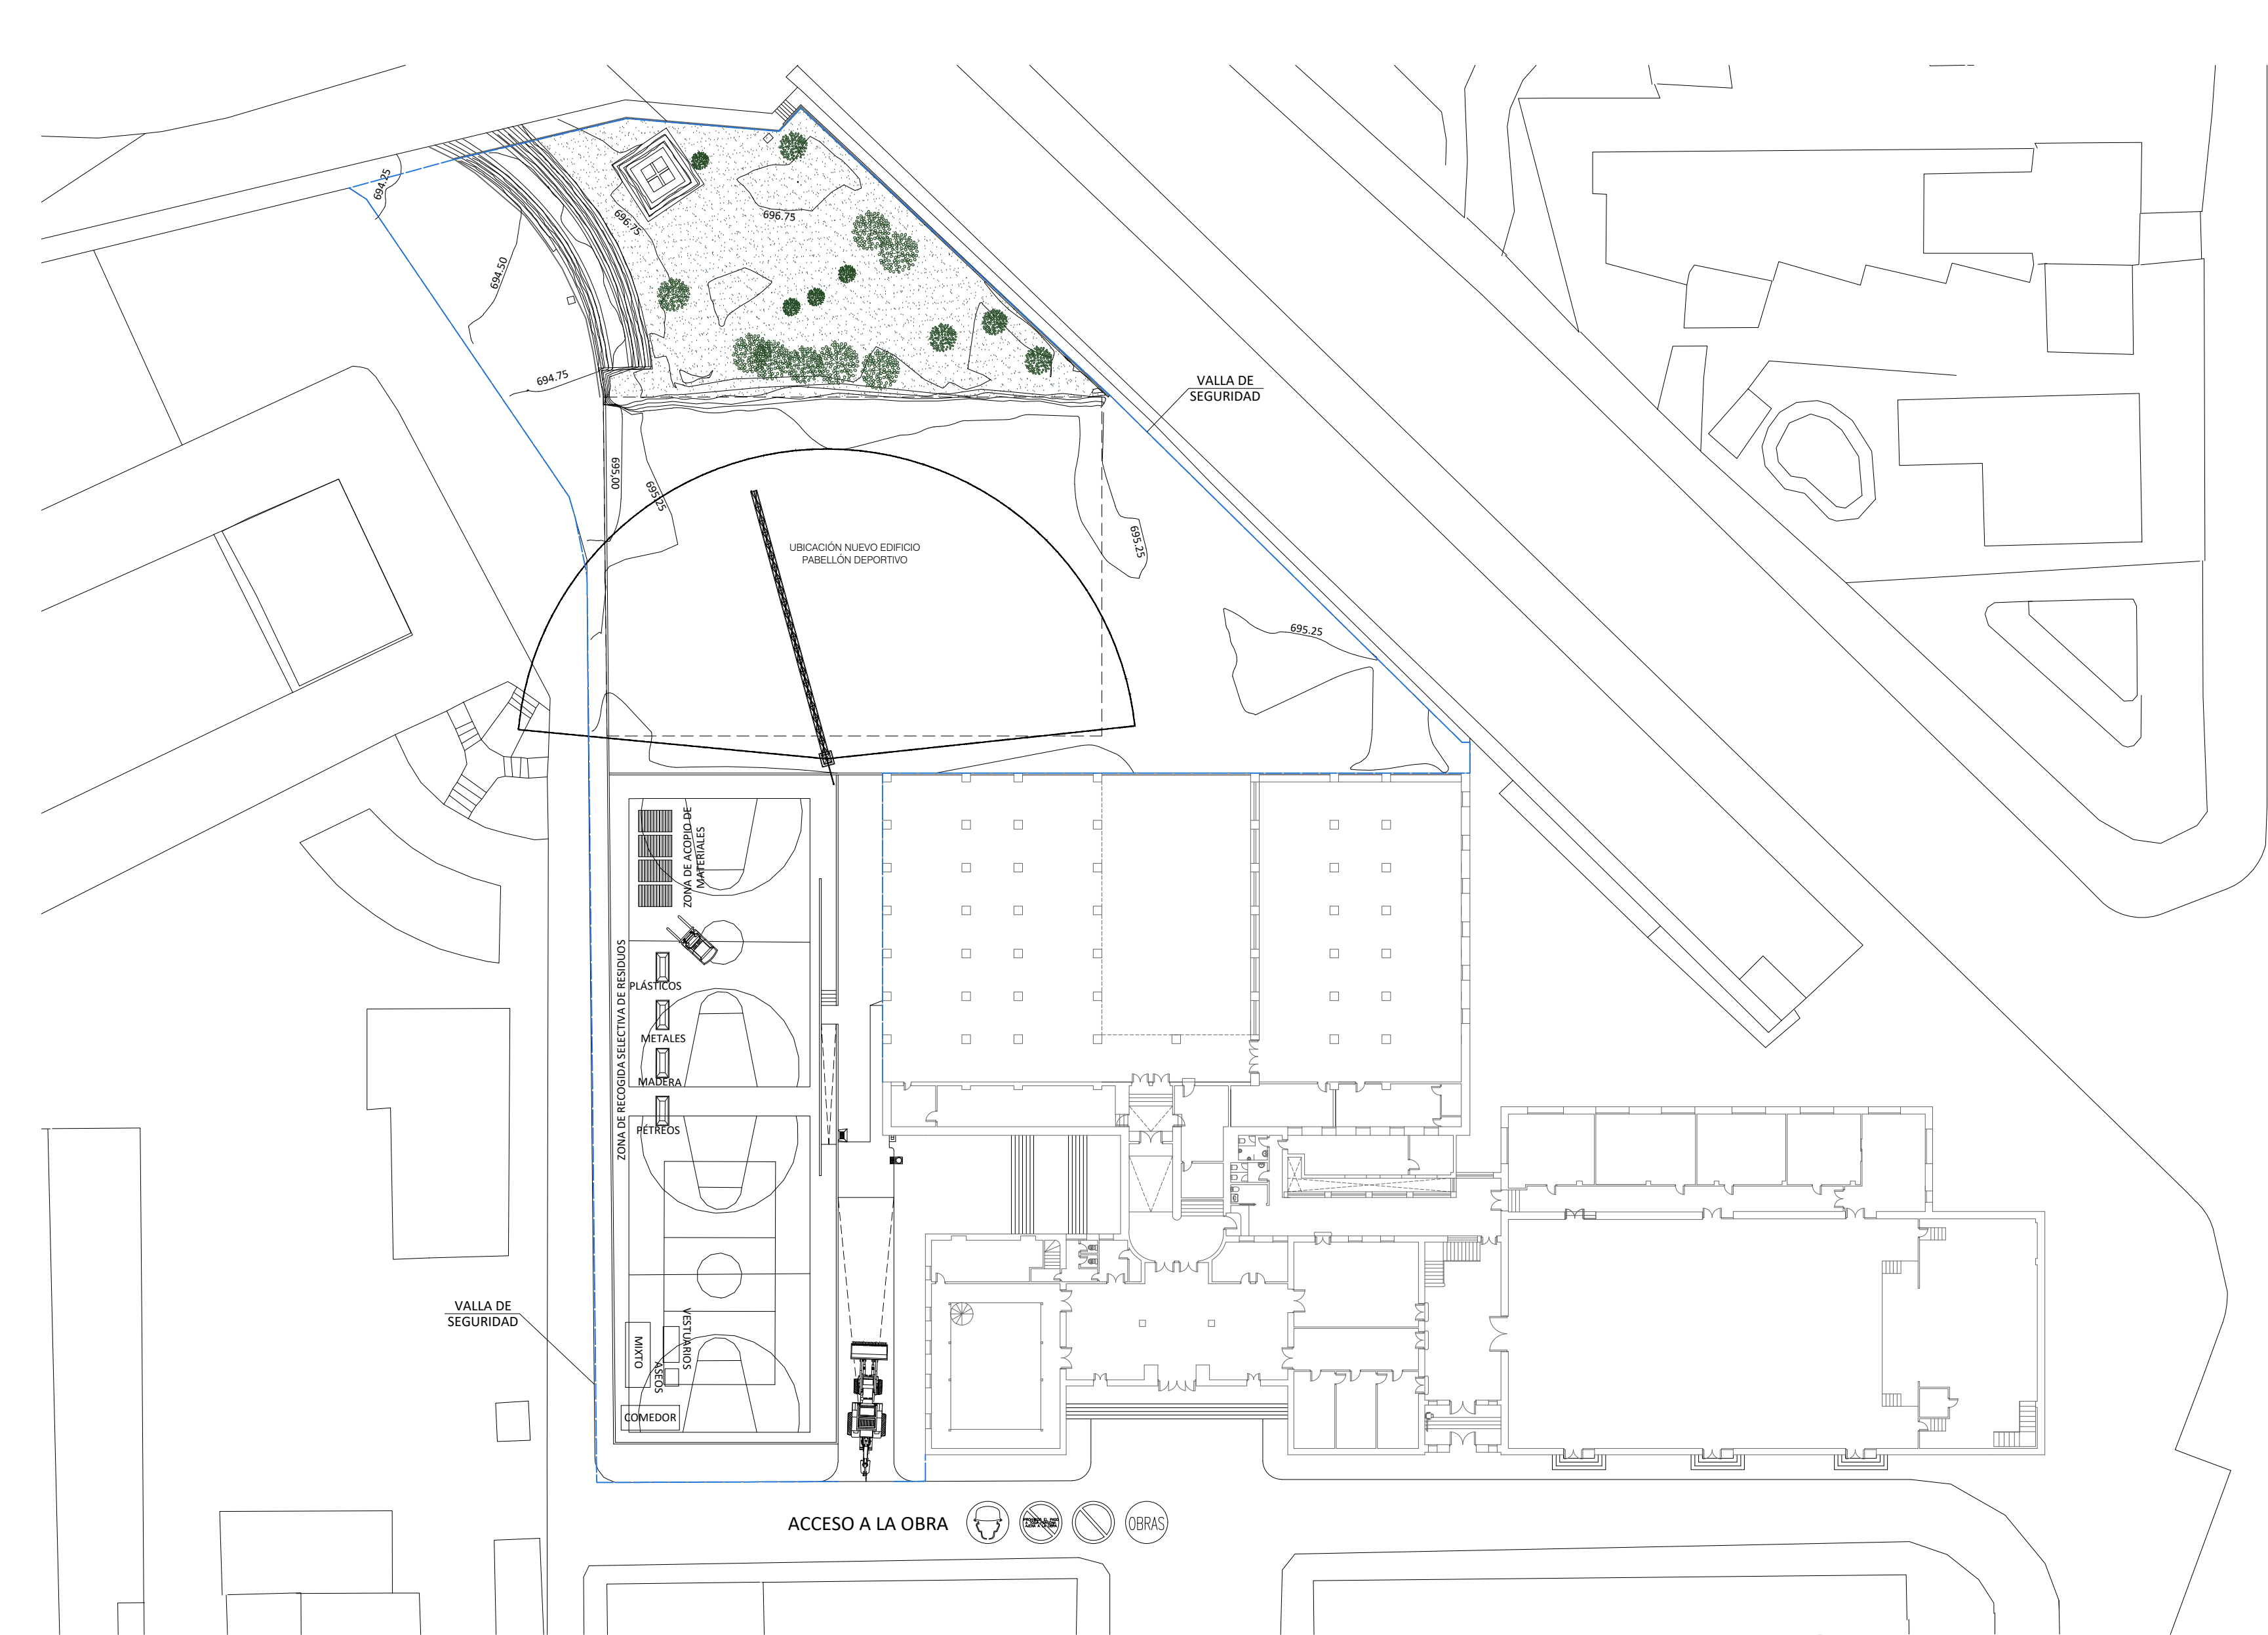 694.25
696.75
696.75
694.50
694.75
VALLA DE
SEGURIDAD
695.00
695.25
695.25
UBICACIÓN NUEVO EDIFICIO
PABELLÓN DEPORTIVO
695.25
ZONA DE ACOPIO DE
MATERIALES
ZONA DE RECOGIDA SELECTIVA DE RESIDUOS
PLÁSTICOS
METALES
MADERA
PÉTREOS
VALLA DE
SEGURIDAD
MIXTO
VESTUARIOS
ASEOS
COMEDOR
ACCESO A LA OBRA
OBRAS